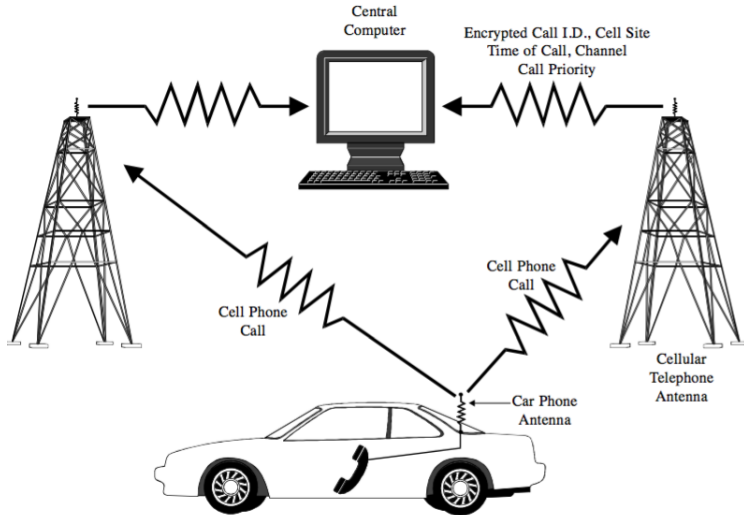 Central
Computer
Encrypted Call I.D., Cell Site
Time of Call, Channel
Call Priority
Cell Phone
Call
Cell Phone
Call
Cellular
Telephone
Antenna
Car Phone
Antenna